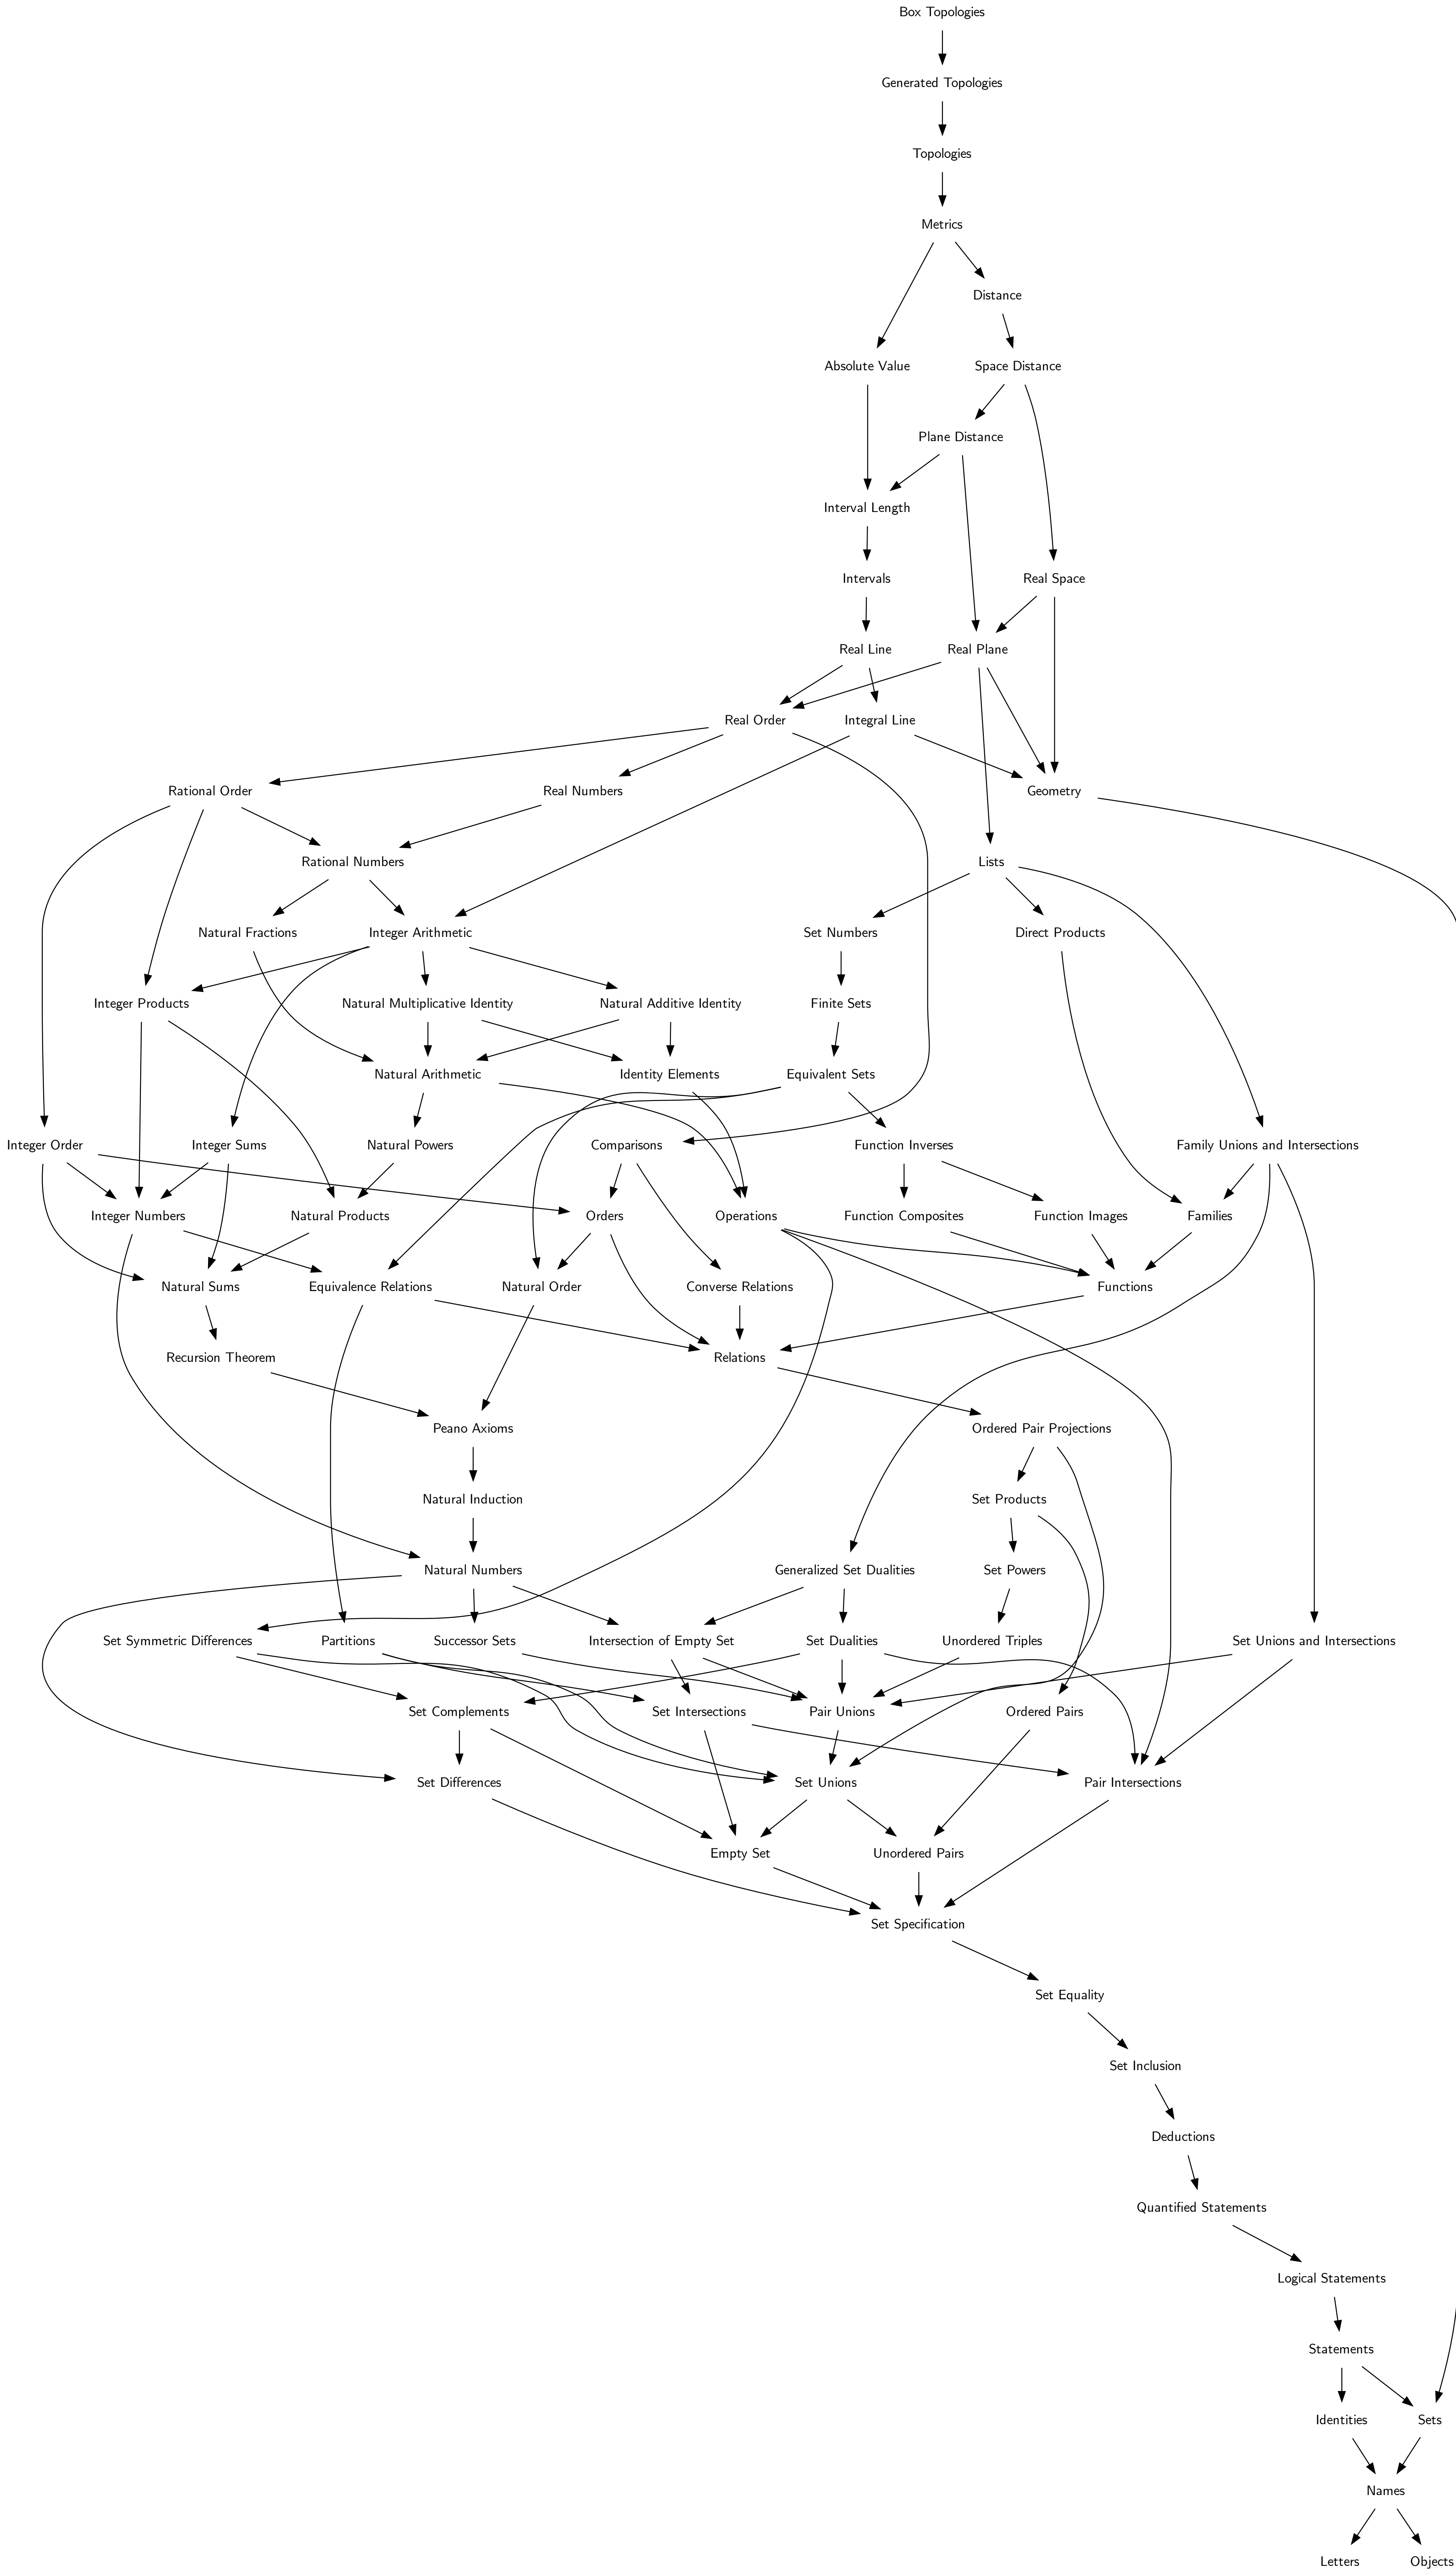 Box Topologies
Generated Topologies
Topologies
Metrics
Distance
Absolute Value
Space Distance
Plane Distance
Interval Length
Intervals
Real Space
Real Line
Real Plane
Real Order
Integral Line
Rational Order
Real Numbers
Geometry
Rational Numbers
Lists
Natural Fractions
Integer Arithmetic
Set Numbers
Direct Products
Integer Products
Natural Multiplicative Identity
Natural Additive Identity
Finite Sets
Natural Arithmetic
Identity Elements
Equivalent Sets
Integer Order
Integer Sums
Natural Powers
Comparisons
Function Inverses
Family Unions and Intersections
Integer Numbers
Natural Products
Orders
Operations
Function Composites
Function Images
Families
Natural Sums
Equivalence Relations
Natural Order
Converse Relations
Functions
Recursion Theorem
Relations
Peano Axioms
Ordered Pair Projections
Natural Induction
Set Products
Natural Numbers
Generalized Set Dualities
Set Powers
Set Symmetric Differences
Partitions
Successor Sets
Intersection of Empty Set
Set Dualities
Unordered Triples
Set Unions and Intersections
Set Complements
Set Intersections
Pair Unions
Ordered Pairs
Set Differences
Set Unions
Pair Intersections
Empty Set
Unordered Pairs
Set Specification
Set Equality
Set Inclusion
Deductions
Quantified Statements
Logical Statements
Statements
Identities
Sets
Names
Letters
Objects